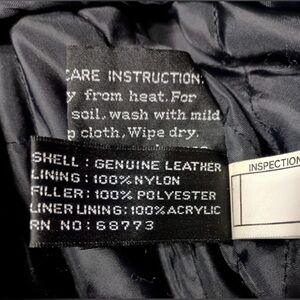 CARE INSTRUCTION:
y from heat. For
soil, wash with mild
p cloth, Wipe dry.
SHELL : GENUINE LEATHER
LINING : 100% NYLON
FILLER: 100% POLYESTER
LINER LINING: 100% ACRYLIC
RN NO: 68773
INSPECTION